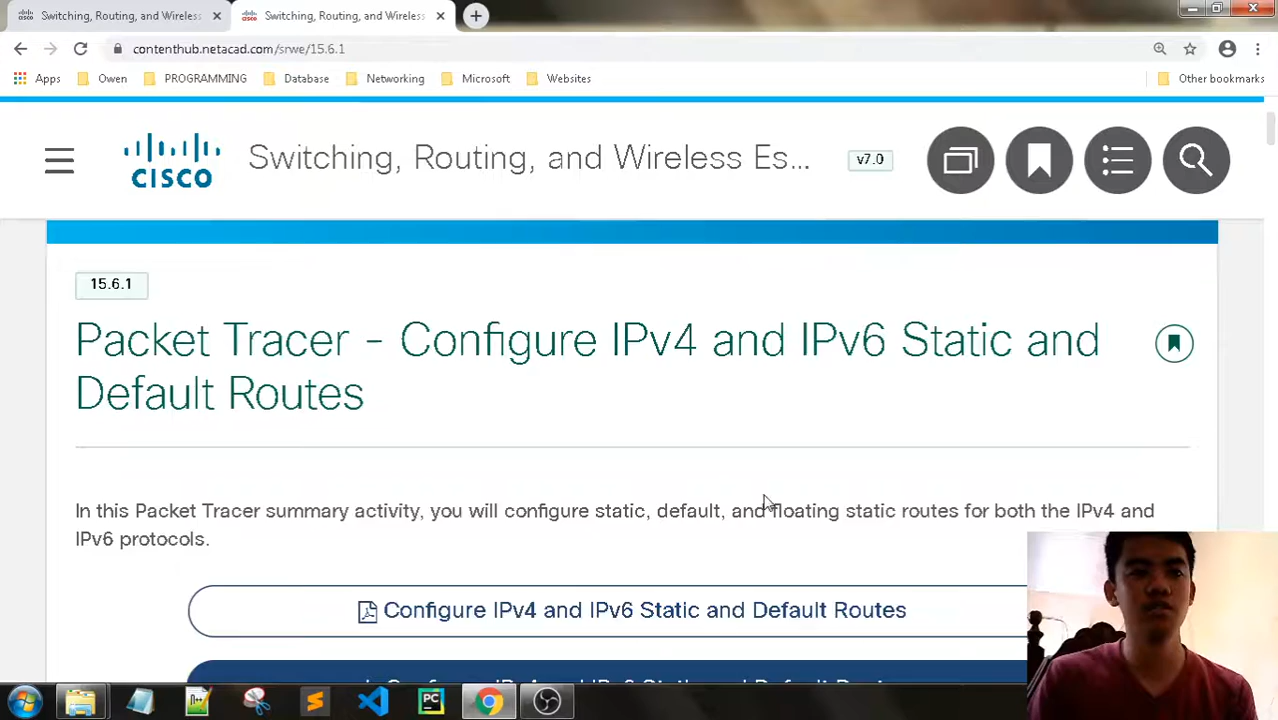 Switching, Routing, and Wireless
Switching, Routing, and Wireless
contenthub.netacad.com/srwe/15.6.1
Apps
Owen
PROGRAMMING
Database
Networking
Microsoft
Websites
Other bookmarks
CISCO
Switching, Routing, and Wireless Es...
v7.0
15.6.1
Packet Tracer - Configure IPv4 and IPv6 Static and
Default Routes
In this Packet Tracer summary activity, you will configure static, default, and floating static routes for both the IPv4 and
IPv6 protocols.
Configure IPv4 and IPv6 Static and Default Routes
PC